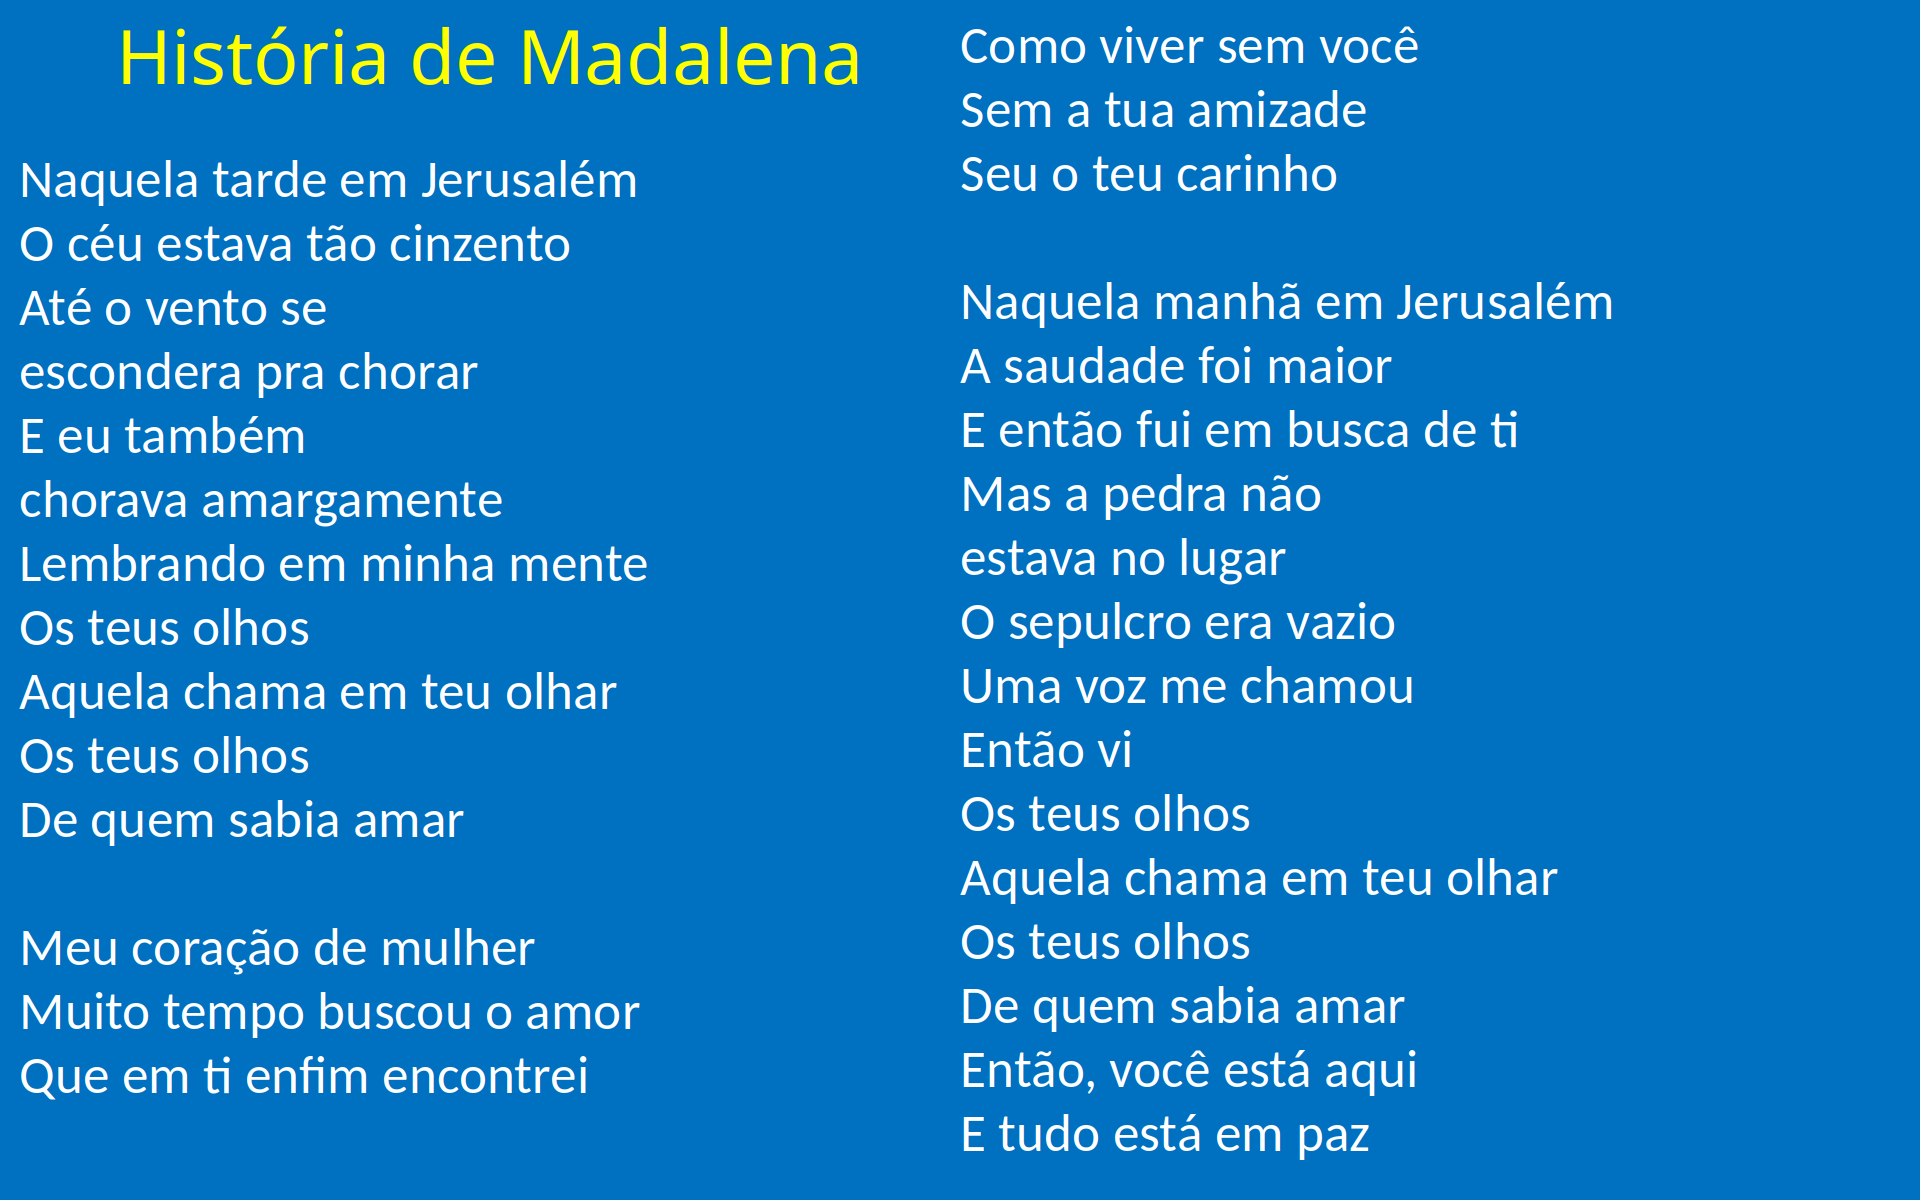 História de Madalena
Naquela tarde em Jerusalém
O céu estava tão cinzento
Até o vento se
escondera pra chorar
E eu também
chorava amargamente
Lembrando em minha mente
Os teus olhos
Aquela chama em teu olhar
Os teus olhos
De quem sabia amar
Meu coração de mulher
Muito tempo buscou o amor
Que em ti enfim encontrei
Como viver sem você
Sem a tua amizade
Seu o teu carinho
Naquela manhã em Jerusalém
A saudade foi maior
E então fui em busca de ti
Mas a pedra não
estava no lugar
O sepulcro era vazio
Uma voz me chamou
Então vi
Os teus olhos
Aquela chama em teu olhar
Os teus olhos
De quem sabia amar
Então, você está aqui
E tudo está em paz